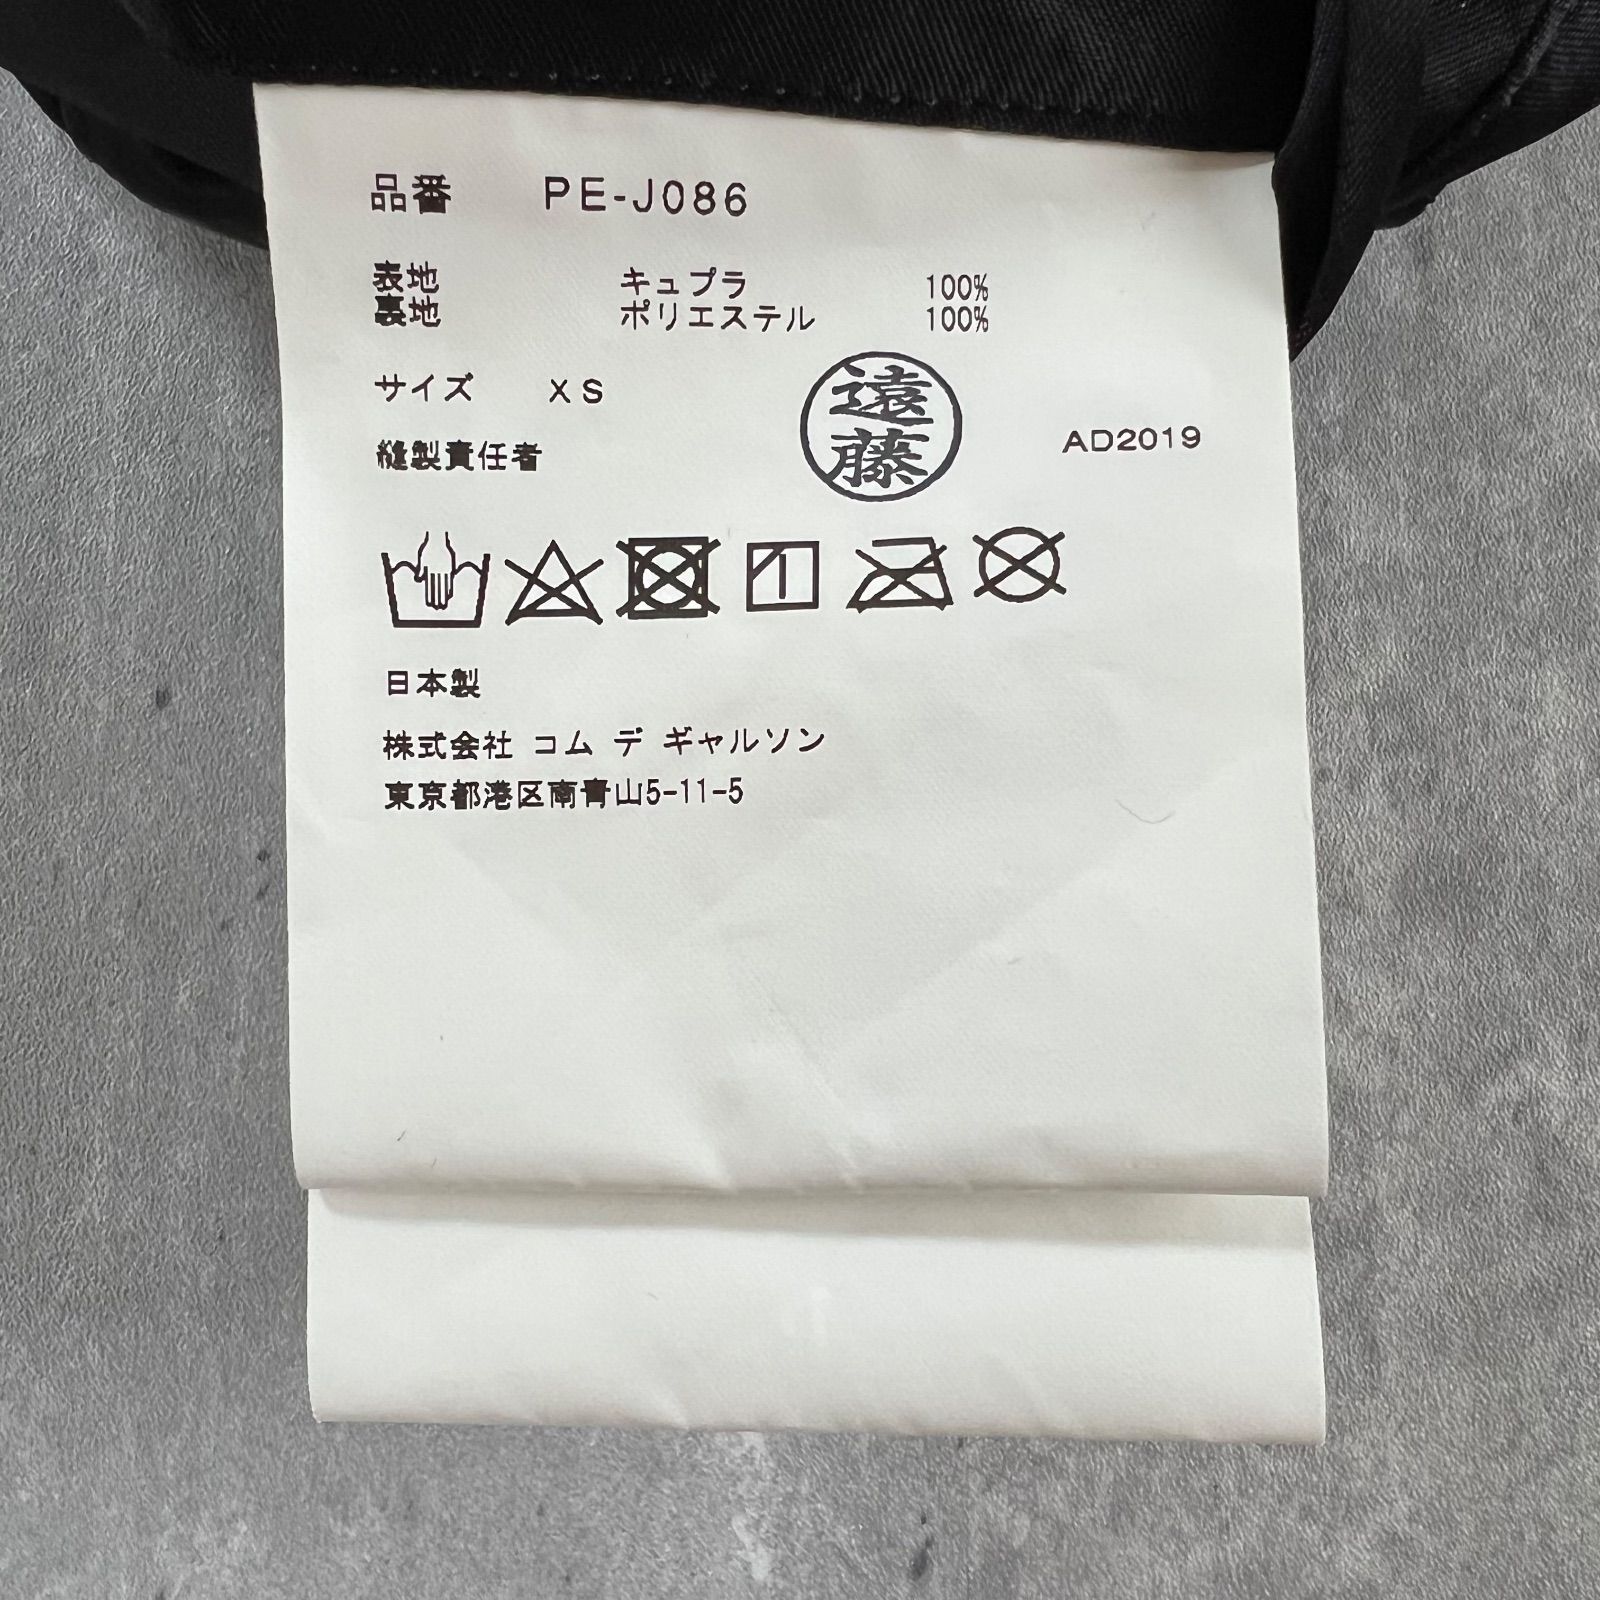 品番 PE-J086
表地 キュプラ 100%
裏地 ポリエステル 100%
サイズ XS
縫製責任者 遠藤 AD2019
日本製
株式会社 コム デ ギャルソン
東京都港区南青山5-11-5